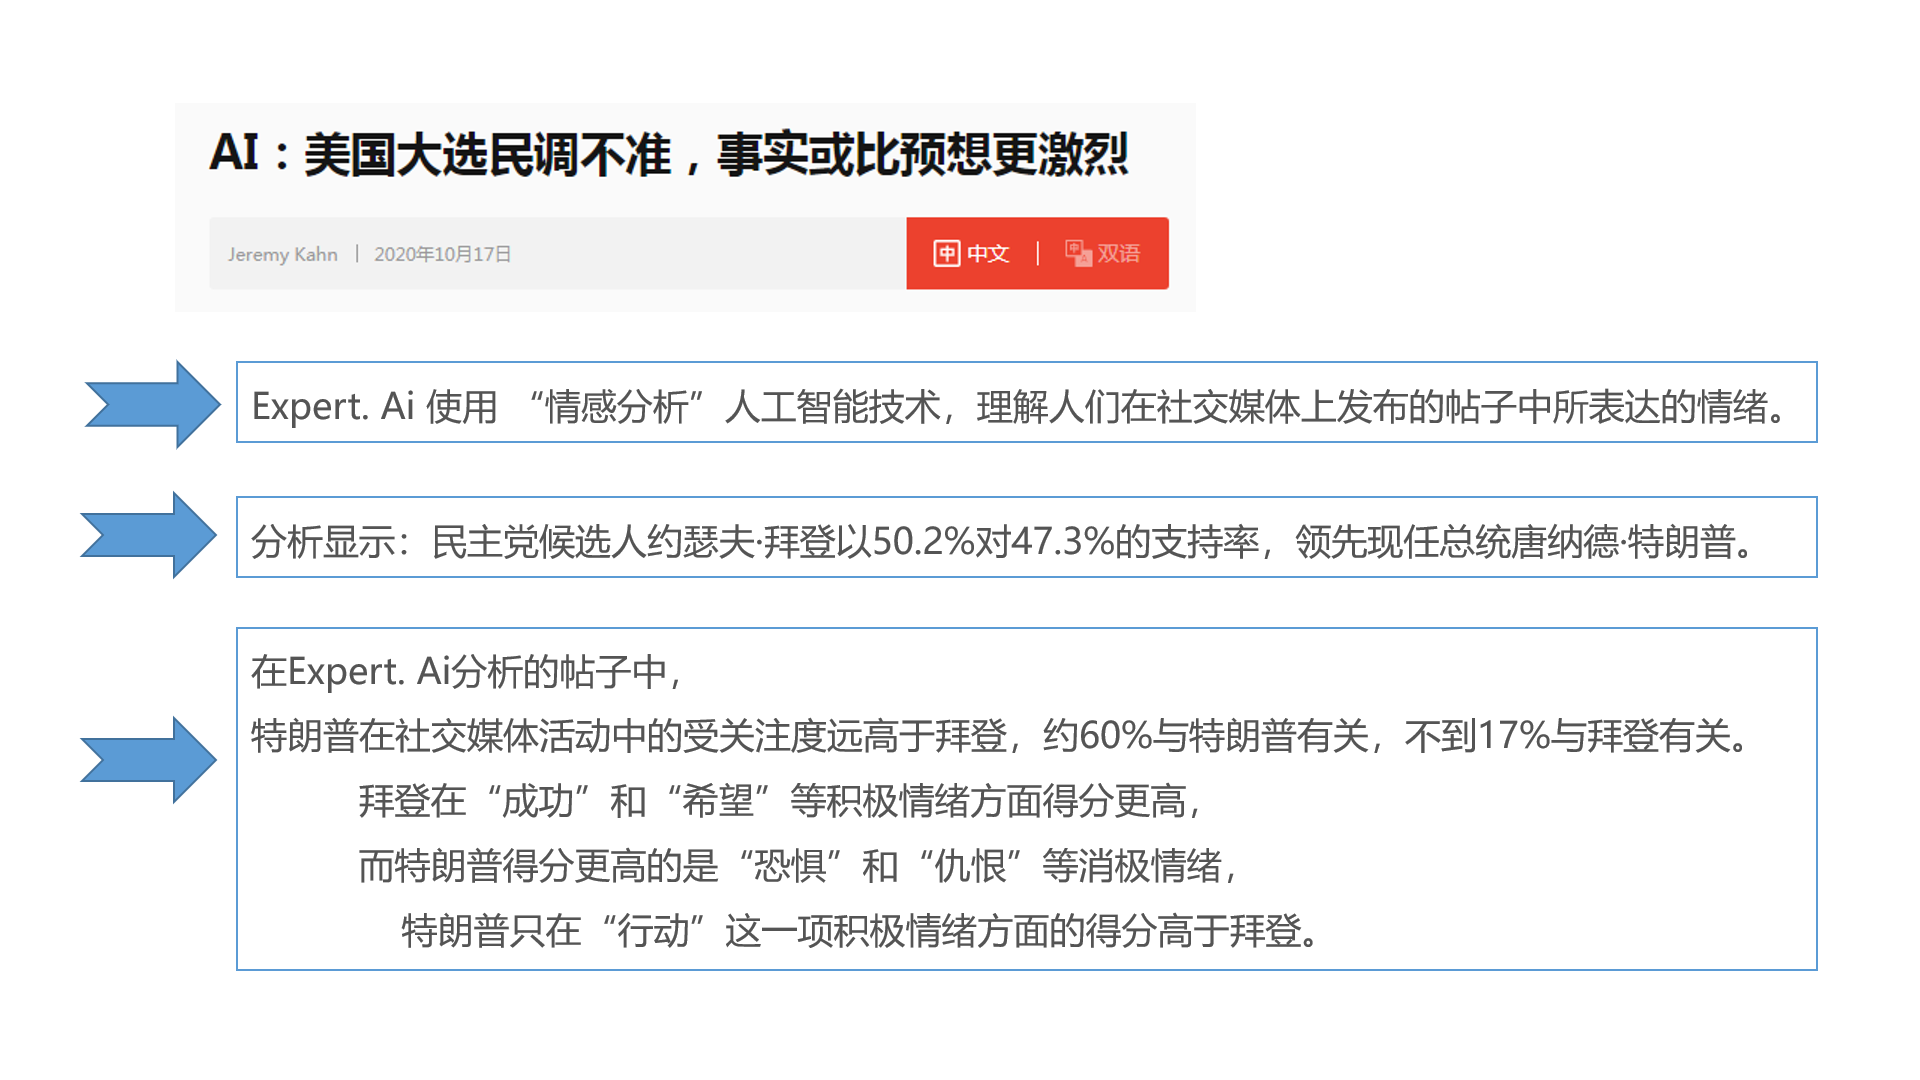 AI：美国大选民调不准，事实或比预想更激烈
Jeremy Kahn | 2020年10月17日
中 中文 | 双语
Expert. Ai 使用 “情感分析”人工智能技术，理解人们在社交媒体上发布的帖子中所表达的情绪。
分析显示：民主党候选人约瑟夫·拜登以50.2%对47.3%的支持率，领先现任总统唐纳德·特朗普。
在Expert. Ai分析的帖子中，
特朗普在社交媒体活动中的受关注度远高于拜登，约60%与特朗普有关，不到17%与拜登有关。
拜登在“成功”和“希望”等积极情绪方面得分更高，
而特朗普得分更高的是“恐惧”和“仇恨”等消极情绪，
特朗普只在“行动”这一项积极情绪方面的得分高于拜登。